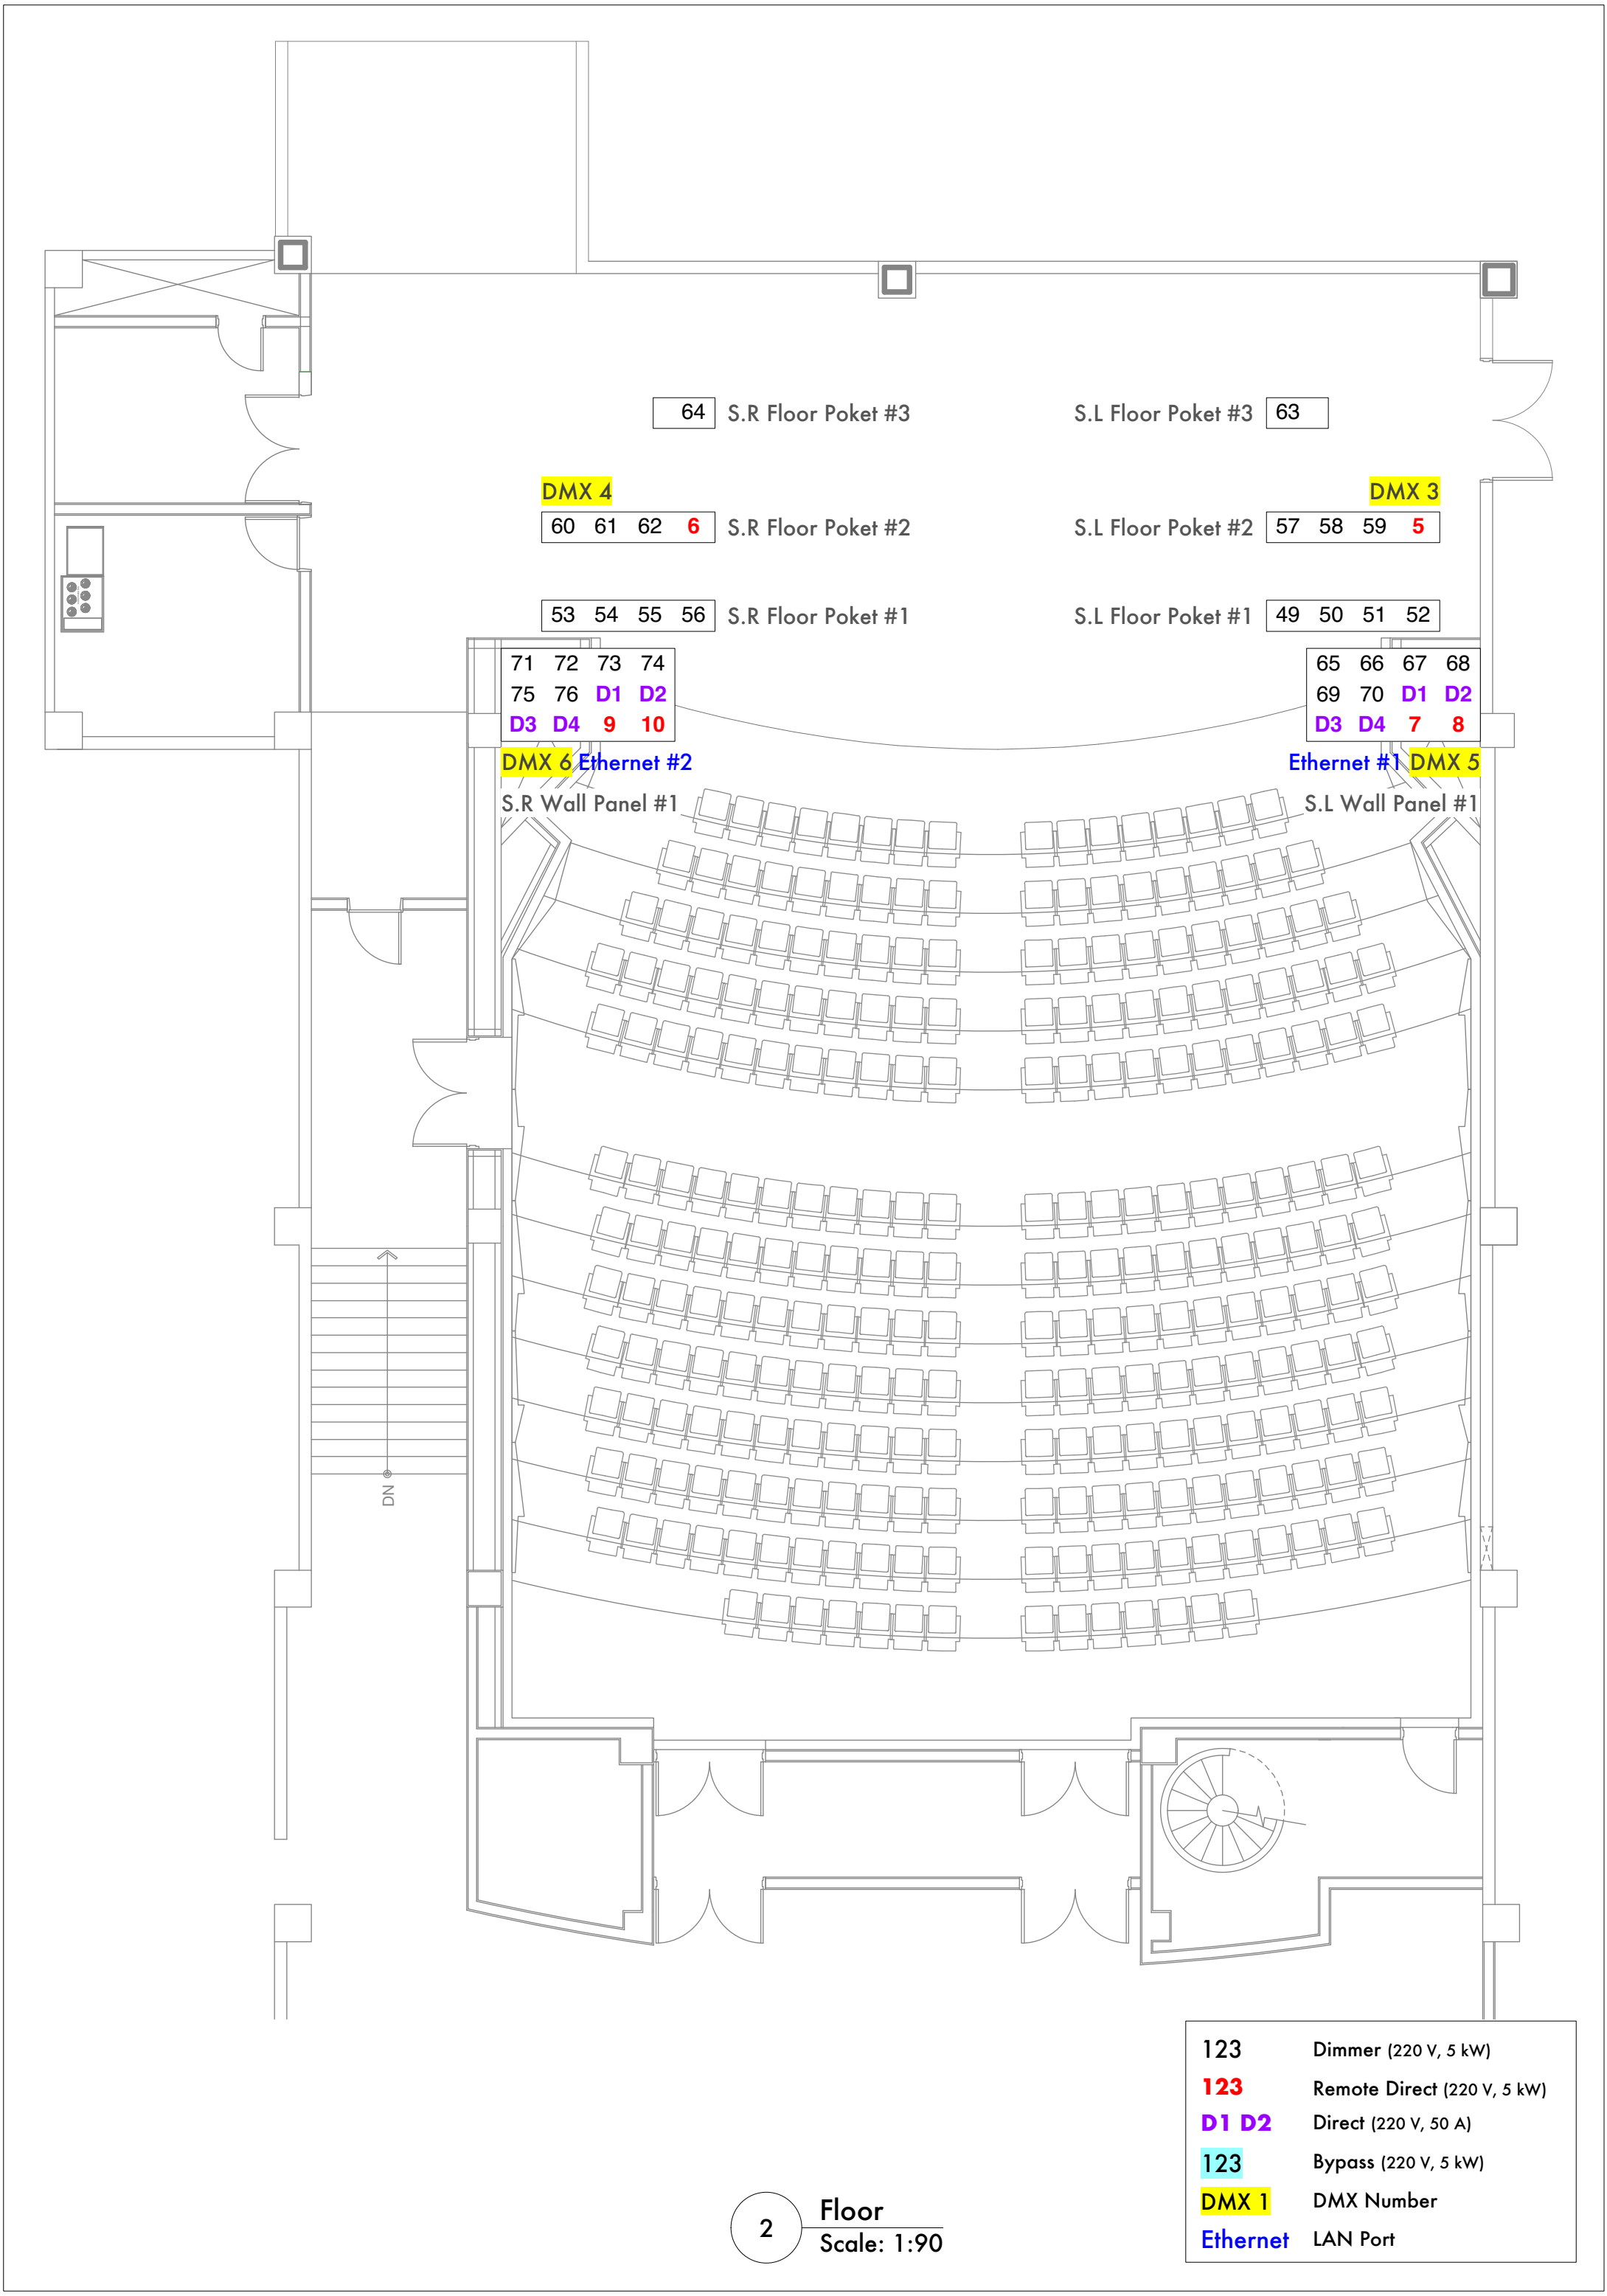 64 S.R Floor Poket #3 S.L Floor Poket #3 63
DMX 4 DMX 3
60 61 62 6 S.R Floor Poket #2 S.L Floor Poket #2 57 58 59 5
53 54 55 56 S.R Floor Poket #1 S.L Floor Poket #1 49 50 51 52
71 72 73 74
75 76 D1 D2
D3 D4 9 10
DMX 6 Ethernet #2
S.R Wall Panel #1
65 66 67 68
69 70 D1 D2
D3 D4 7 8
Ethernet #1 DMX 5
S.L Wall Panel #1
DN
123 Dimmer (220 V, 5 kW)
123 Remote Direct (220 V, 5 kW)
D1 D2 Direct (220 V, 50 A)
123 Bypass (220 V, 5 kW)
DMX 1 DMX Number
Ethernet LAN Port
2 Floor
Scale: 1:90